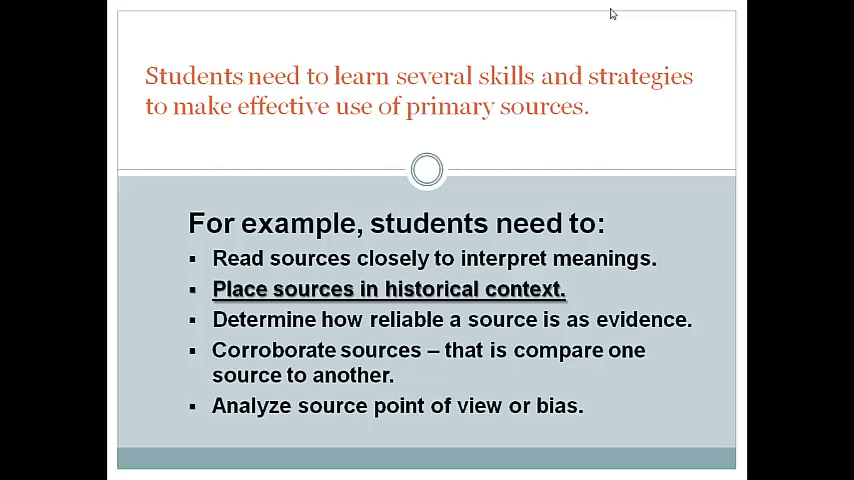 Students need to learn several skills and strategies
to make effective use of primary sources.
For example, students need to:
▪ Read sources closely to interpret meanings.
▪ Place sources in historical context.
▪ Determine how reliable a source is as evidence.
▪ Corroborate sources – that is compare one
source to another.
▪ Analyze source point of view or bias.